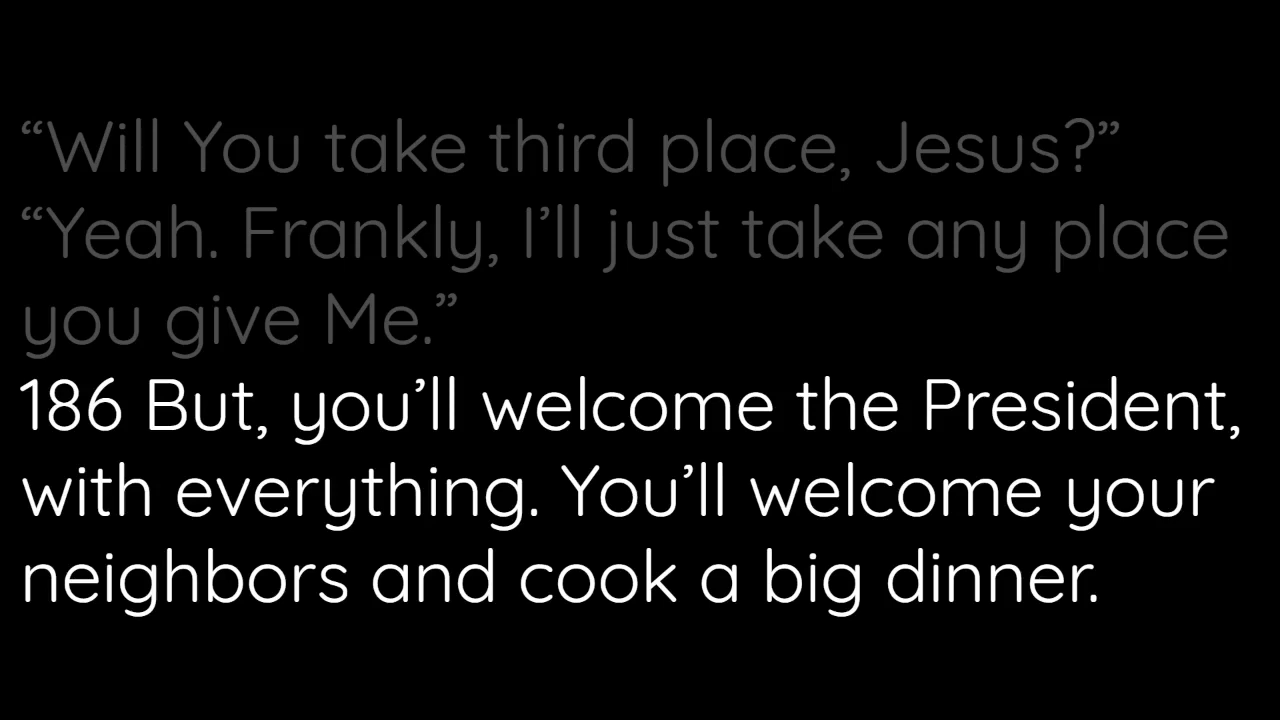 “Will You take third place, Jesus?”
“Yeah. Frankly, I’ll just take any place
you give Me.”
186 But, you’ll welcome the President,
with everything. You’ll welcome your
neighbors and cook a big dinner.